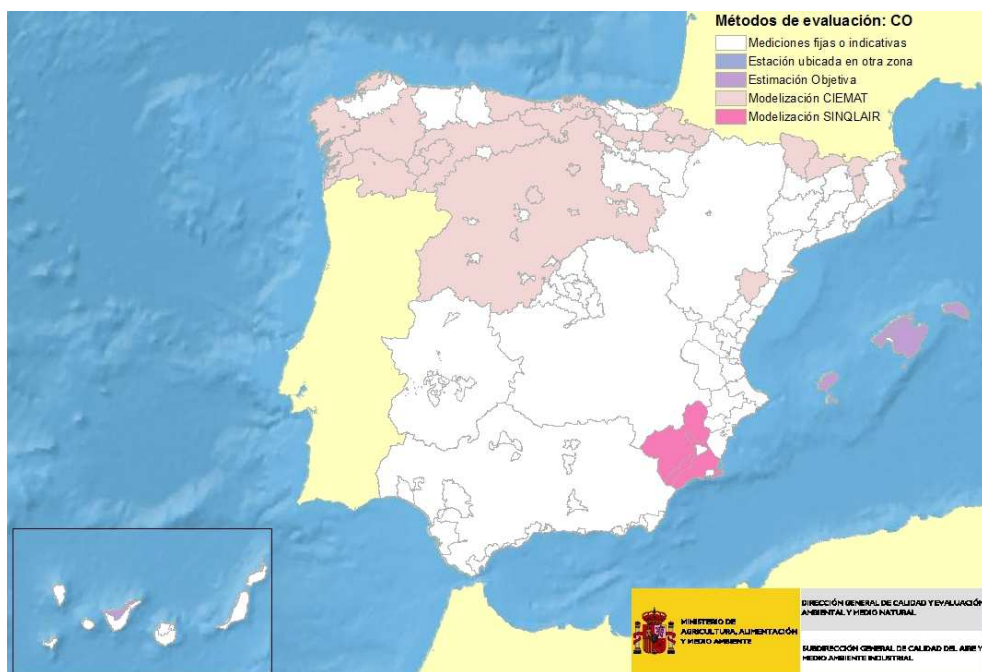 Métodos de evaluación: CO
Mediciones fijas o indicativas
Estación ubicada en otra zona
Estimación Objetiva
Modelización CIEMAT
Modelización SINQLAIR
MINISTERIO DE
AGRICULTURA, ALIMENTACIÓN
Y MEDIO AMBIENTE
DIRECCIÓN GENERAL DE CALIDAD Y EVALUACIÓN
AMBIENTAL Y MEDIO NATURAL
SUBDIRECCIÓN GENERAL DE CALIDAD DEL AIRE Y
MEDIO AMBIENTE INDUSTRIAL